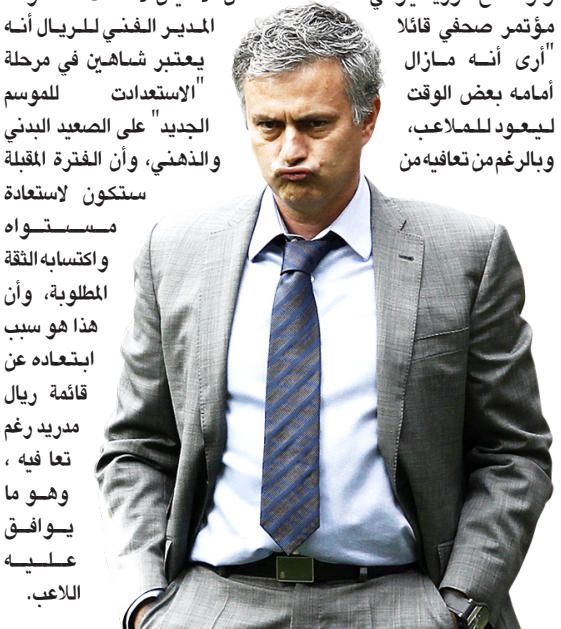 مؤتمر صحفي قائلا
"أرى أنه مازال
أمامه بعض الوقت
ليعود للملاعب،
وبالرغم من تعافيه من
المدير الفني للريال أنه
يعتبر شاهين في مرحلة
"الاستعدادت للموسم
الجديد" على الصعيد البدني
والذهني، وأن الفترة المقبلة
ستكون لاستعادة
مستواه
واكتسابه الثقة
المطلوبة، وأن
هذا هو سبب
ابتعاده عن
قائمة ريال
مدريد رغم
تعا فيه ،
وهو ما
يوافق
عليه
اللاعب.